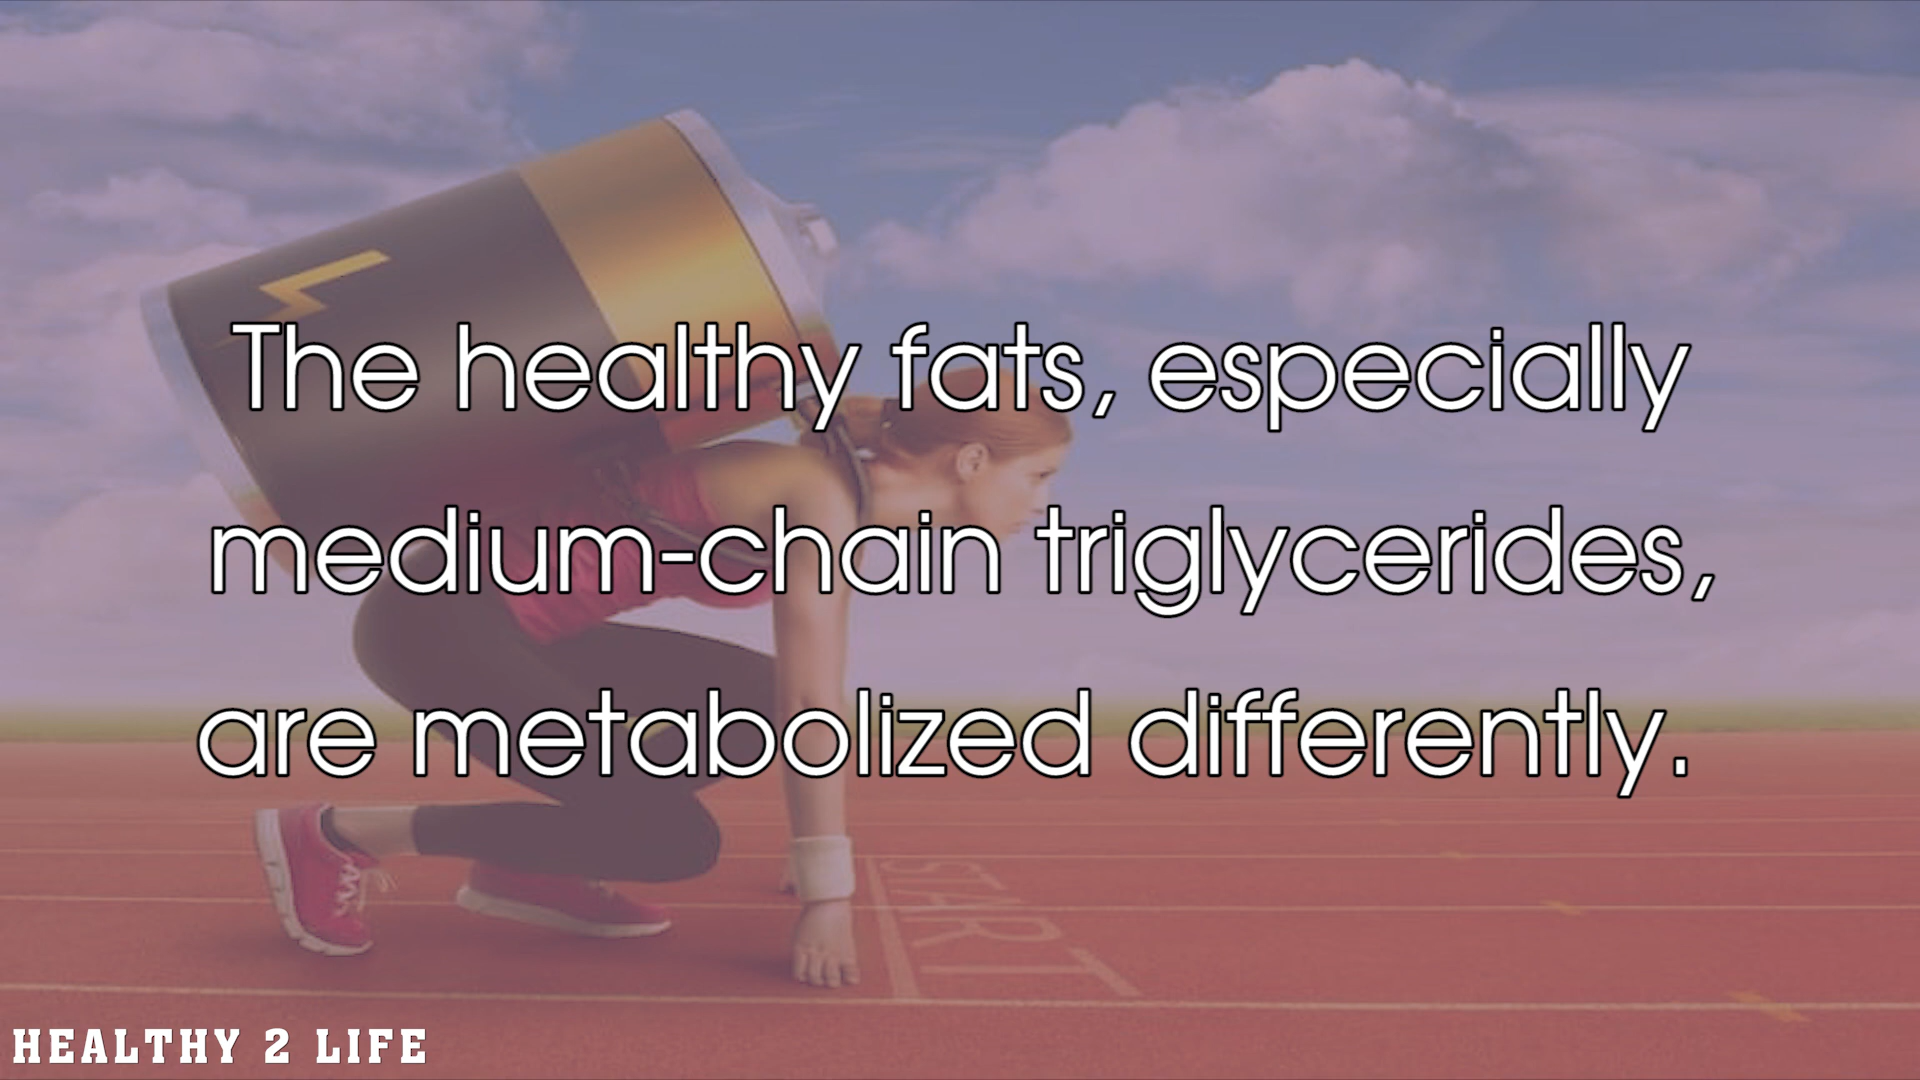 The healthy fats, especially
medium-chain triglycerides,
are metabolized differently.
START
HEALTHY 2 LIFE